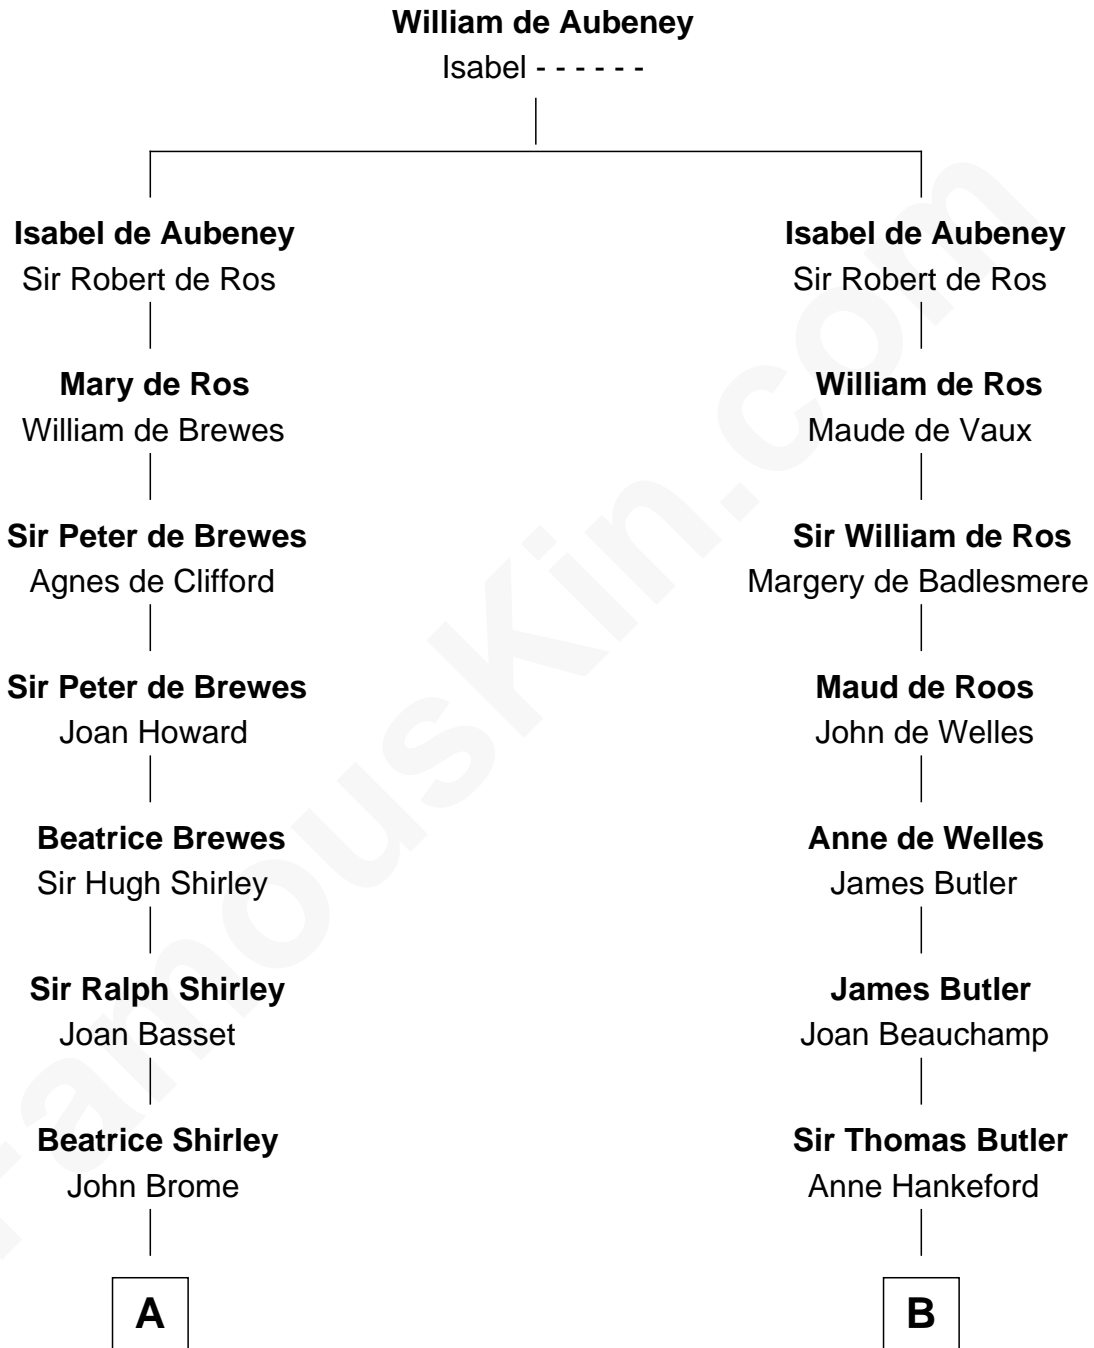 William de Aubeney
Isabel - - - - - -
Isabel de Aubeney
Sir Robert de Ros
Isabel de Aubeney
Sir Robert de Ros
Mary de Ros
William de Brewes
William de Ros
Maude de Vaux
Sir Peter de Brewes
Agnes de Clifford
Sir William de Ros
Margery de Badlesmere
Sir Peter de Brewes
Joan Howard
Maud de Roos
John de Welles
Beatrice Brewes
Sir Hugh Shirley
Anne de Welles
James Butler
Sir Ralph Shirley
Joan Basset
James Butler
Joan Beauchamp
Beatrice Shirley
John Brome
Sir Thomas Butler
Anne Hankeford
A
B
FamousKin.com